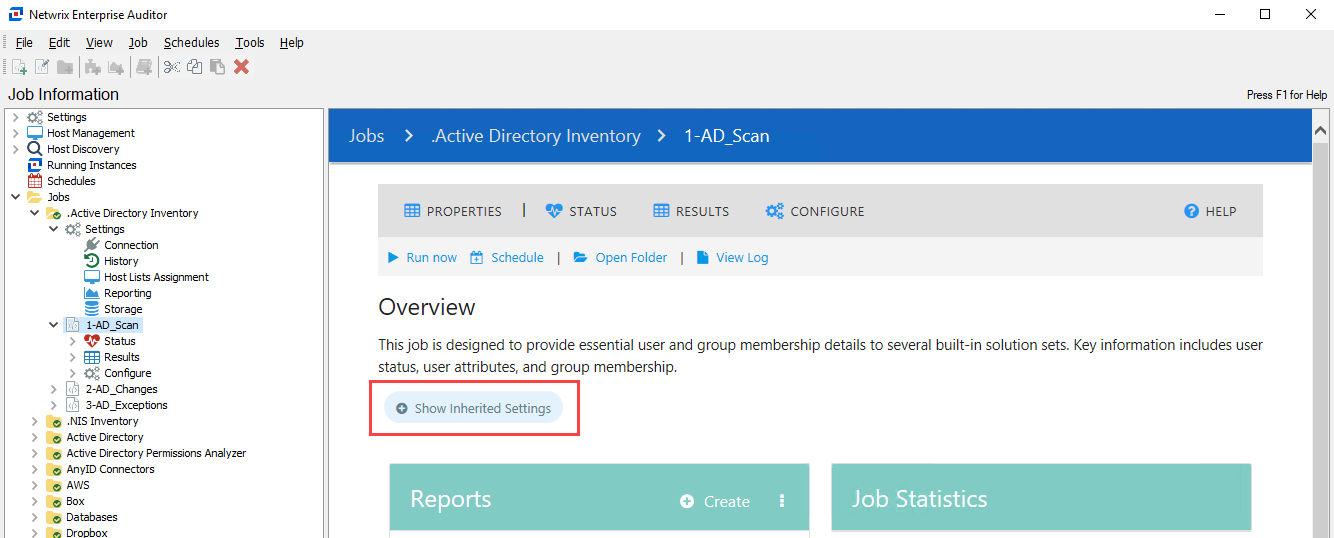 Netwrix Enterprise Auditor
File Edit View Job Schedules Tools Help
Job Information
Press F1 for Help
Settings
Host Management
Host Discovery
Running Instances
Schedules
Jobs
.Active Directory Inventory
Settings
Connection
History
Host Lists Assignment
Reporting
Storage
1-AD_Scan
Status
Results
Configure
2-AD_Changes
3-AD_Exceptions
.NIS Inventory
Active Directory
Active Directory Permissions Analyzer
AnyID Connectors
AWS
Box
Databases
Dropbox
Jobs > .Active Directory Inventory > 1-AD_Scan
PROPERTIES | STATUS RESULTS CONFIGURE HELP
Run now Schedule | Open Folder | View Log
Overview
This job is designed to provide essential user and group membership details to several built-in solution sets. Key information includes user
status, user attributes, and group membership.
Show Inherited Settings
Reports Create
Job Statistics